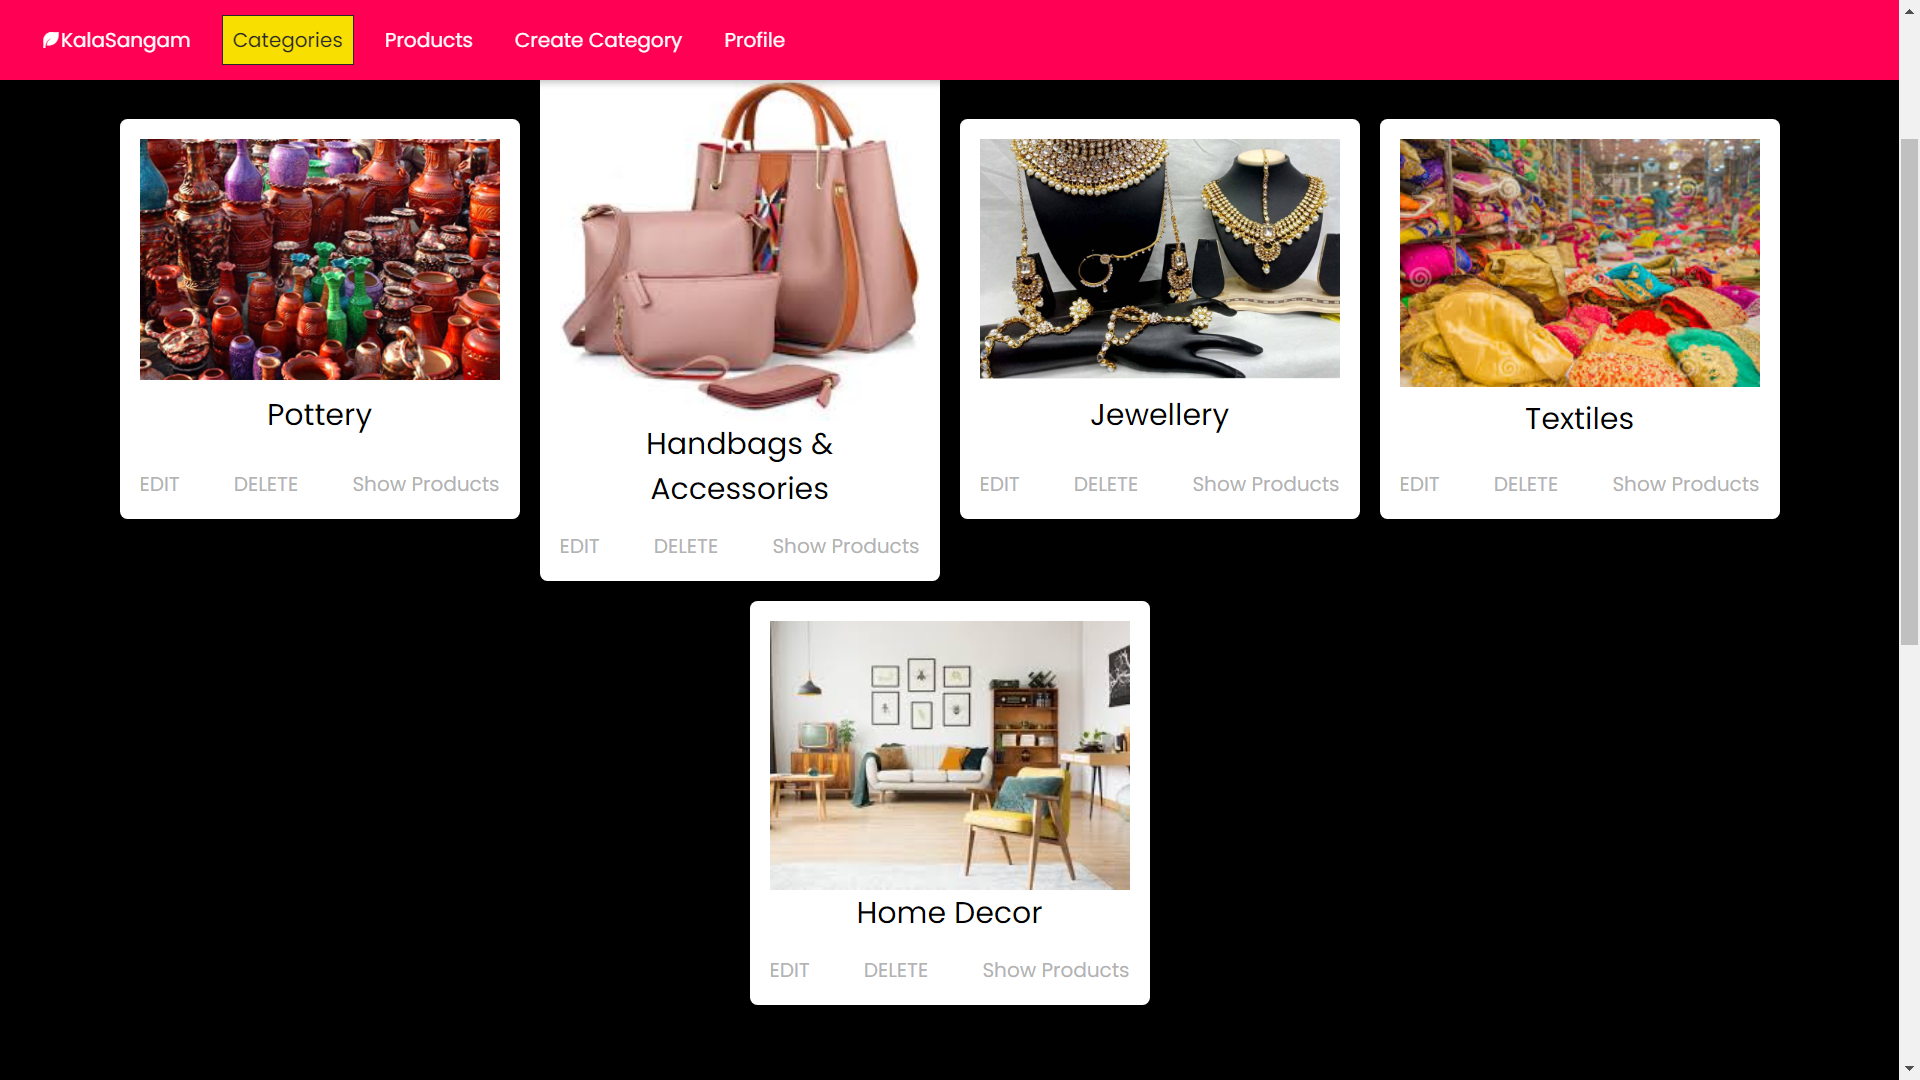 KalaSangam Categories Products Create Category Profile
Pottery
EDIT DELETE Show Products
Handbags &
Accessories
EDIT DELETE Show Products
Jewellery
EDIT DELETE Show Products
Textiles
EDIT DELETE Show Products
Home Decor
EDIT DELETE Show Products